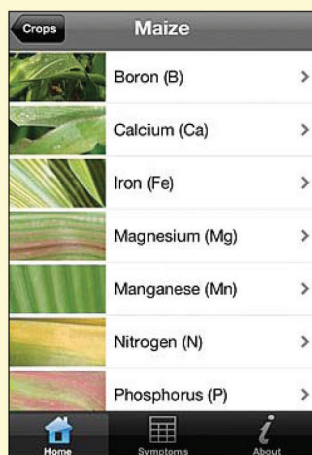 Crops
Maize
Boron (B)
Calcium (Ca)
Iron (Fe)
Magnesium (Mg)
Manganese (Mn)
Nitrogen (N)
Phosphorus (P)
Home
Symptoms
About